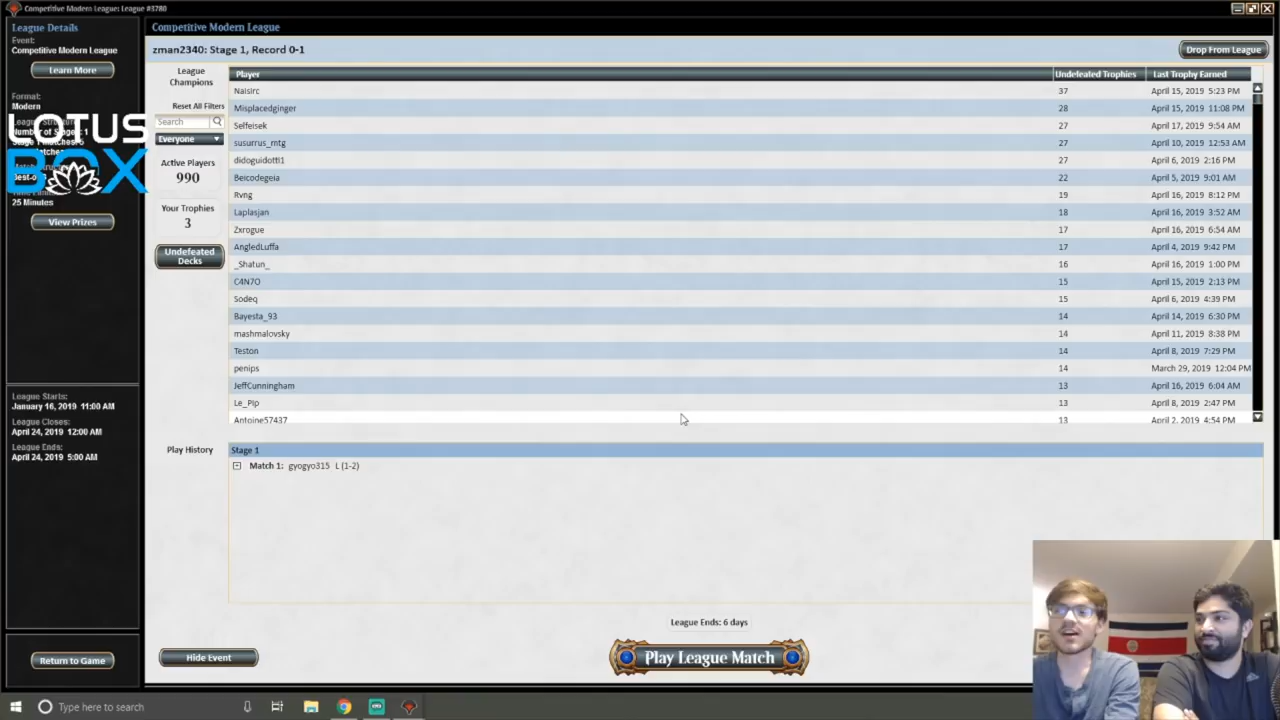 Competitive Modern League: League #3780
League Details
Event:
Competitive Modern League
Learn More
Format:
Modern
LOTUS
BOX
25 Minutes
View Prizes
League Starts:
January 16, 2019 11:00 AM
League Closes:
April 24, 2019 12:00 AM
League Ends:
April 24, 2019 5:00 AM
Return to Game
Competitive Modern League
zman2340: Stage 1, Record 0-1
Drop From League
League
Champions
Reset All Filters
Search
Everyone
Active Players
990
Your Trophies
3
Undefeated
Decks
Player Undefeated Trophies Last Trophy Earned
Naisirc 37 April 15, 2019 5:23 PM
Misplacedginger 28 April 15, 2019 11:08 PM
Selfeisek 27 April 17, 2019 9:54 AM
susurrus_mtg 27 April 10, 2019 12:53 AM
didoguidotti1 27 April 6, 2019 2:16 PM
Beicodegeia 22 April 5, 2019 9:01 AM
Rvng 19 April 16, 2019 8:12 PM
Laplasjan 18 April 16, 2019 3:52 AM
Zxrogue 17 April 16, 2019 6:54 AM
AngledLuffa 17 April 4, 2019 9:42 PM
_Shatun_ 16 April 16, 2019 1:00 PM
C4N7O 15 April 15, 2019 2:13 PM
Sodeq 15 April 6, 2019 4:39 PM
Bayesta_93 14 April 14, 2019 6:30 PM
mashmalovsky 14 April 11, 2019 8:38 PM
Teston 14 April 8, 2019 7:29 PM
penips 14 March 29, 2019 12:04 PM
JeffCunningham 13 April 16, 2019 6:04 AM
Le_Pip 13 April 8, 2019 2:47 PM
Antoine57437 13 April 2, 2019 4:54 PM
Play History
Stage 1
Match 1: gyogyo315 L (1-2)
League Ends: 6 days
Hide Event
Play League Match
Type here to search